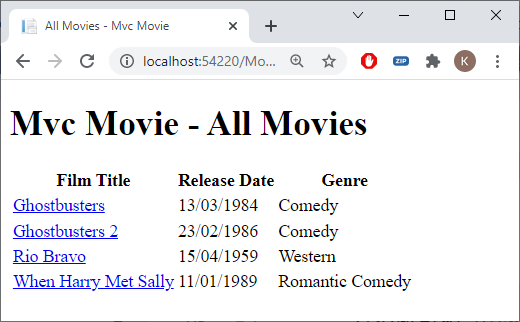 All Movies - Mvc Movie
localhost:54220/Mo...
ZIP
K
Mvc Movie - All Movies
Film Title Release Date Genre
Ghostbusters 13/03/1984 Comedy
Ghostbusters 2 23/02/1986 Comedy
Rio Bravo 15/04/1959 Western
When Harry Met Sally 11/01/1989 Romantic Comedy